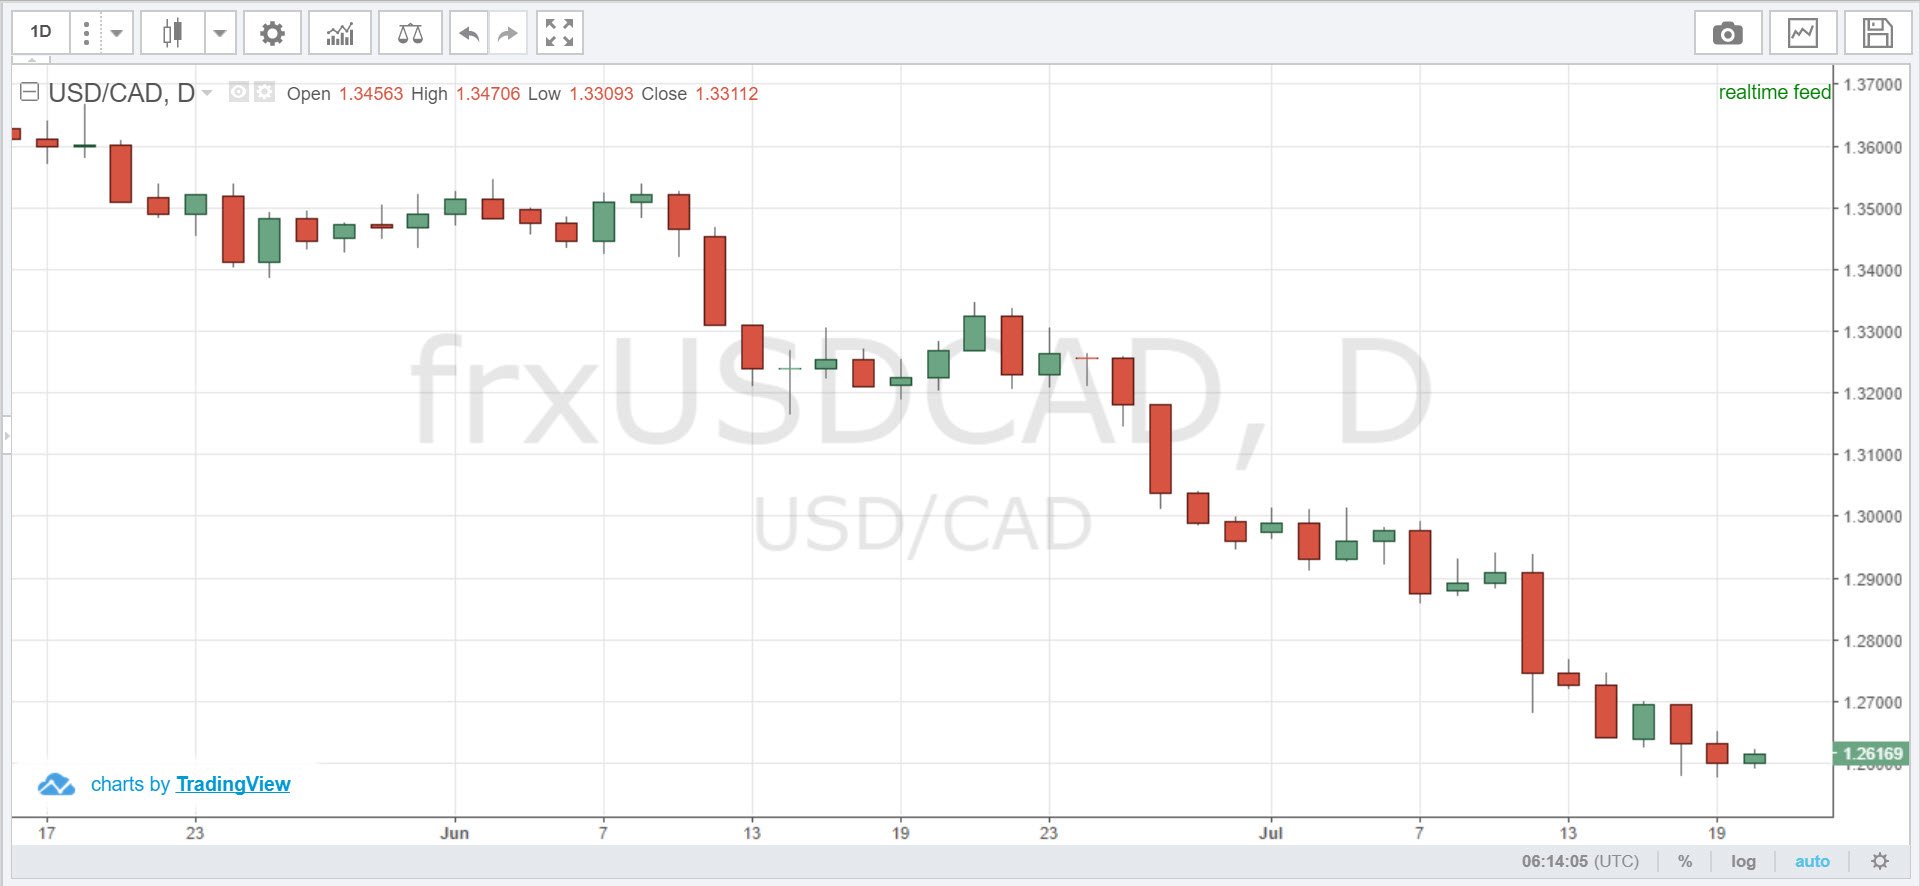 1D
USD/CAD, D Open 1.34563 High 1.34706 Low 1.33093 Close 1.33112
realtime feed
1.37000
1.36000
1.35000
1.34000
1.33000
1.32000
1.31000
1.30000
1.29000
1.28000
1.27000
1.26169
frxUSDCAD, D
USD/CAD
charts by TradingView
17 23 Jun 7 13 19 23 Jul 7 13 19
06:14:05 (UTC) % log auto